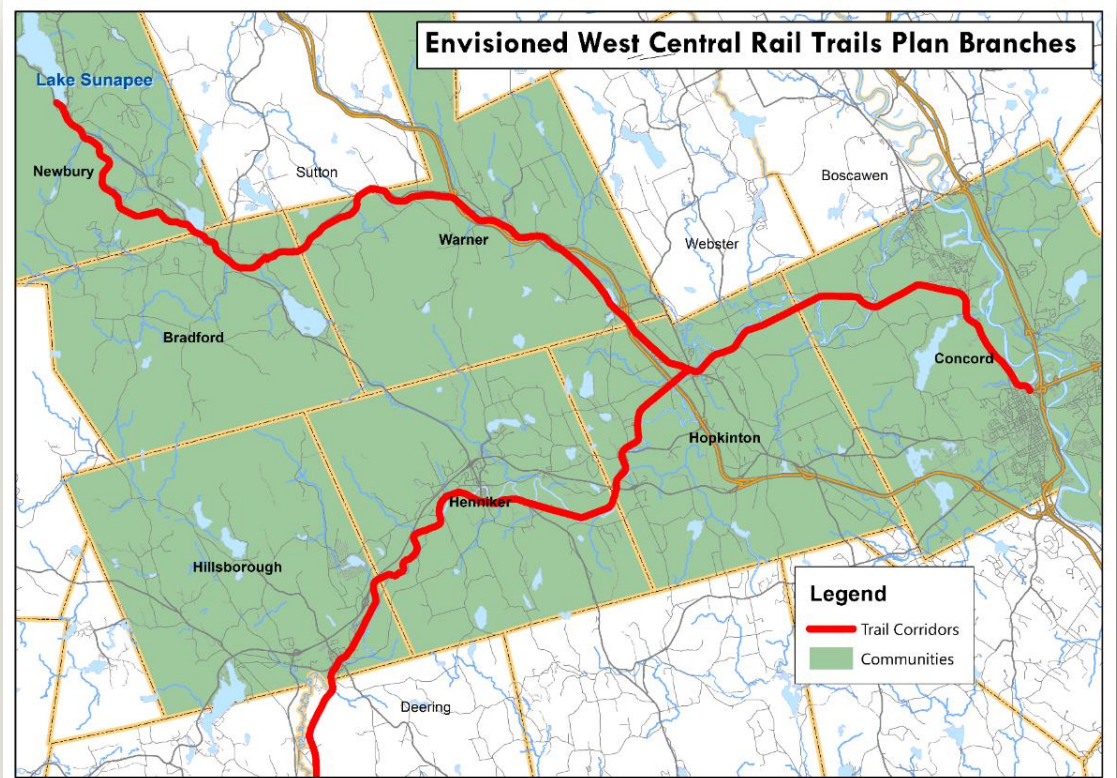 Envisioned West Central Rail Trails Plan Branches
Lake Sunapee
Newbury
Sutton
Boscawen
Warner
Webster
Bradford
Concord
Hopkinton
Henniker
Hillsborough
Deering
Legend
Trail Corridors
Communities